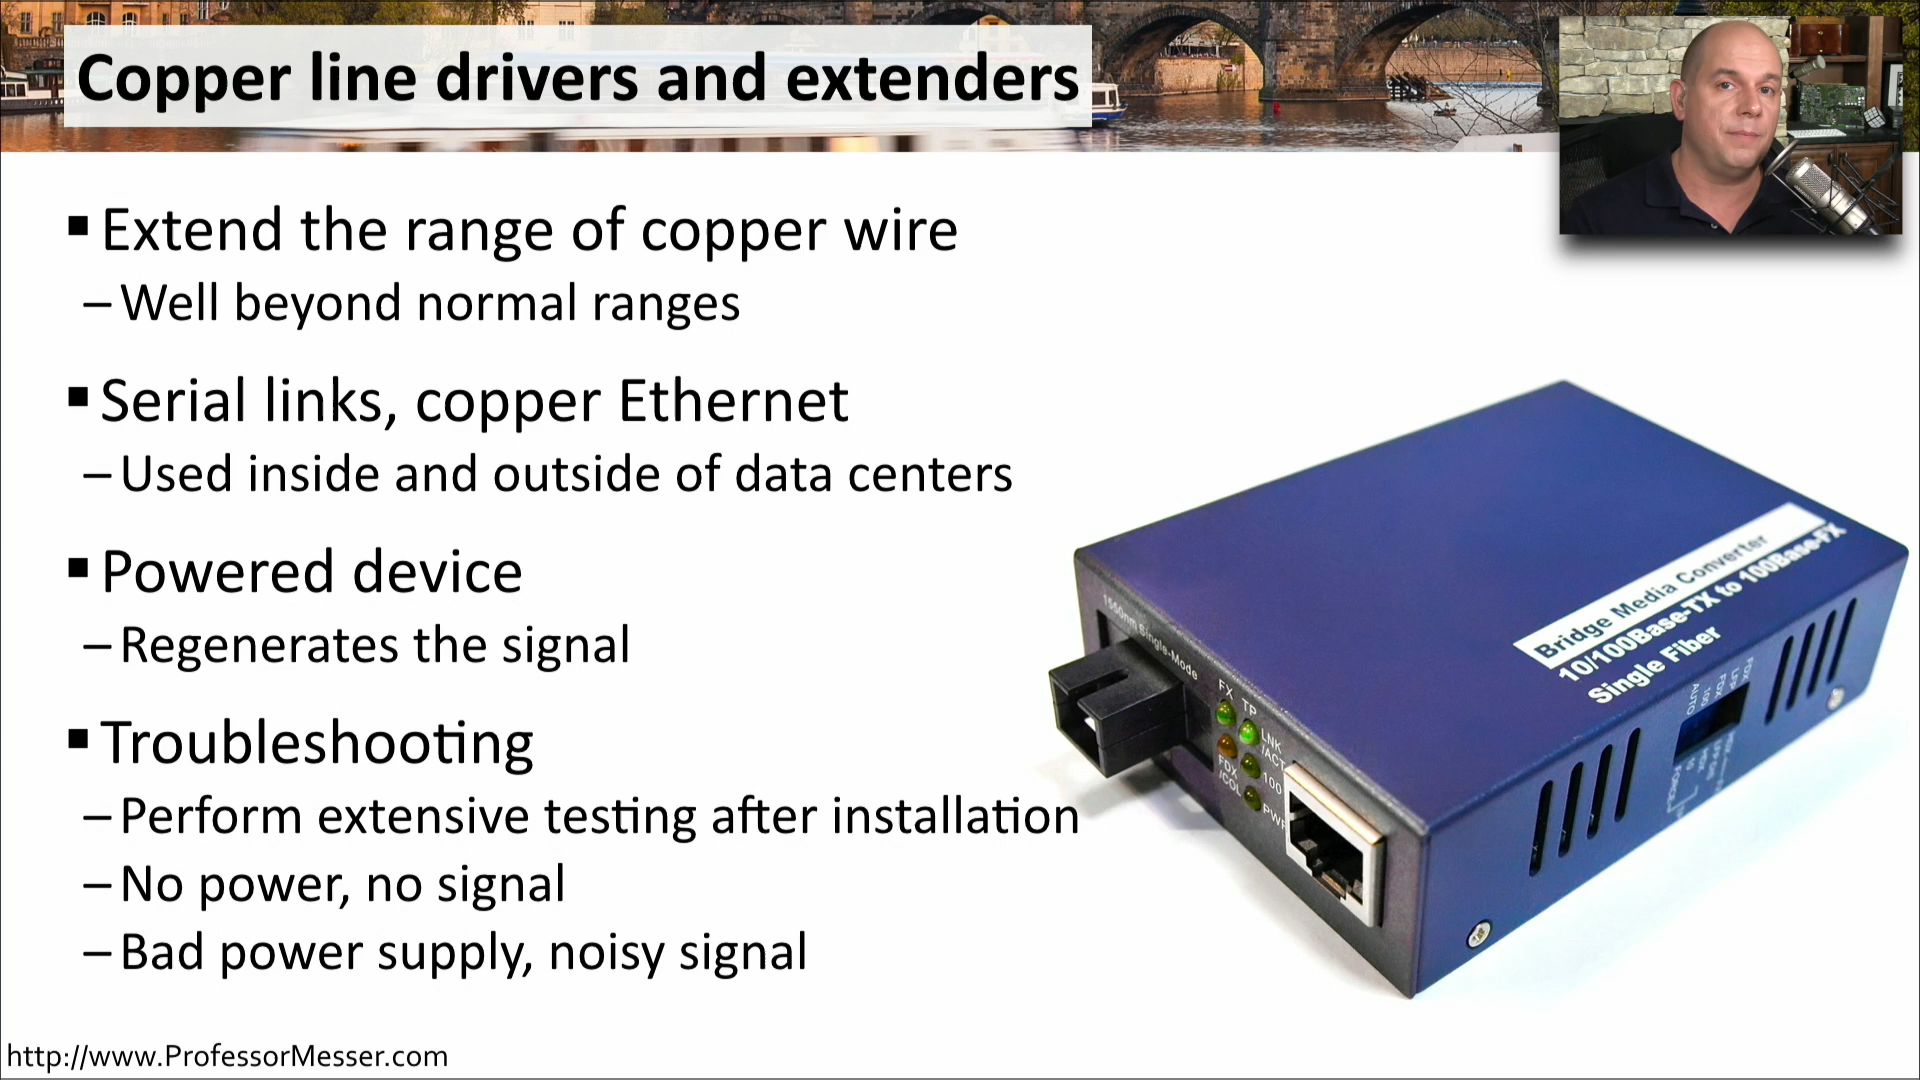 Copper line drivers and extenders
Extend the range of copper wire
–Well beyond normal ranges
Serial links, copper Ethernet
–Used inside and outside of data centers
Powered device
–Regenerates the signal
Troubleshooting
–Perform extensive testing after installation
–No power, no signal
–Bad power supply, noisy signal
Bridge Media Converter
10/100Base-TX to 100Base-FX
Single Fiber
1550nm Single-Mode
FX TP
LNK
/ACT
FDX
/COL
100
PWR
http://www.ProfessorMesser.com